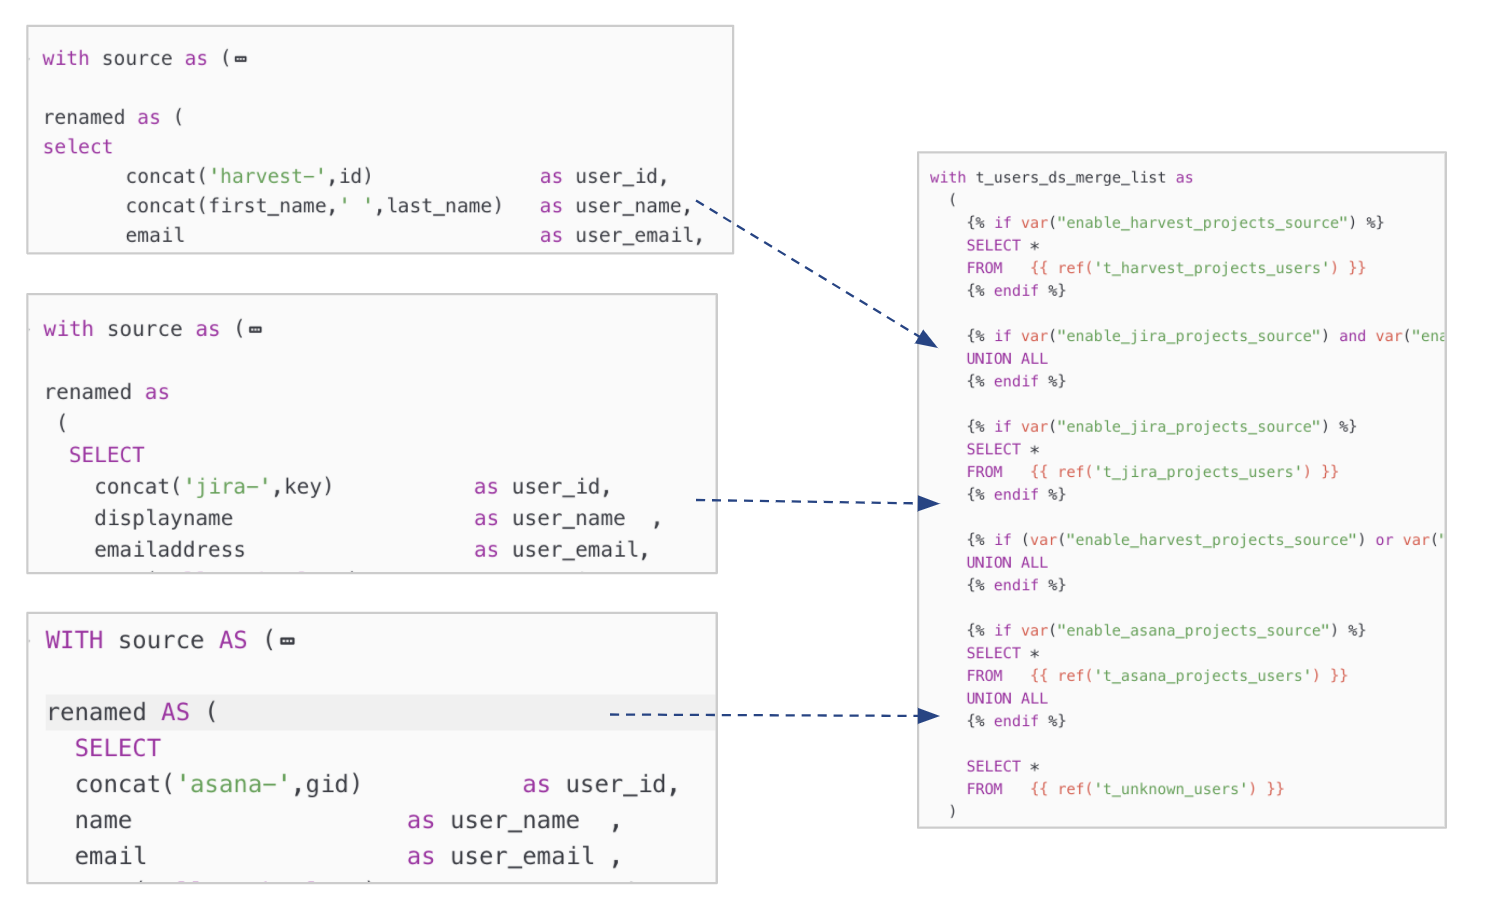 with source as (
renamed as (
select
concat('harvest-',id) as user_id,
concat(first_name,' ',last_name) as user_name,
email as user_email,
with source as (
renamed as
(
SELECT
concat('jira-',key) as user_id,
displayname as user_name ,
emailaddress as user_email,
WITH source AS (
renamed AS (
SELECT
concat('asana-',gid) as user_id,
name as user_name ,
email as user_email ,
with t_users_ds_merge_list as
(
{% if var("enable_harvest_projects_source") %}
SELECT *
FROM {{ ref('t_harvest_projects_users') }}
{% endif %}
{% if var("enable_jira_projects_source") and var("ena
UNION ALL
{% endif %}
{% if var("enable_jira_projects_source") %}
SELECT *
FROM {{ ref('t_jira_projects_users') }}
{% endif %}
{% if (var("enable_harvest_projects_source") or var("
UNION ALL
{% endif %}
{% if var("enable_asana_projects_source") %}
SELECT *
FROM {{ ref('t_asana_projects_users') }}
UNION ALL
{% endif %}
SELECT *
FROM {{ ref('t_unknown_users') }}
)